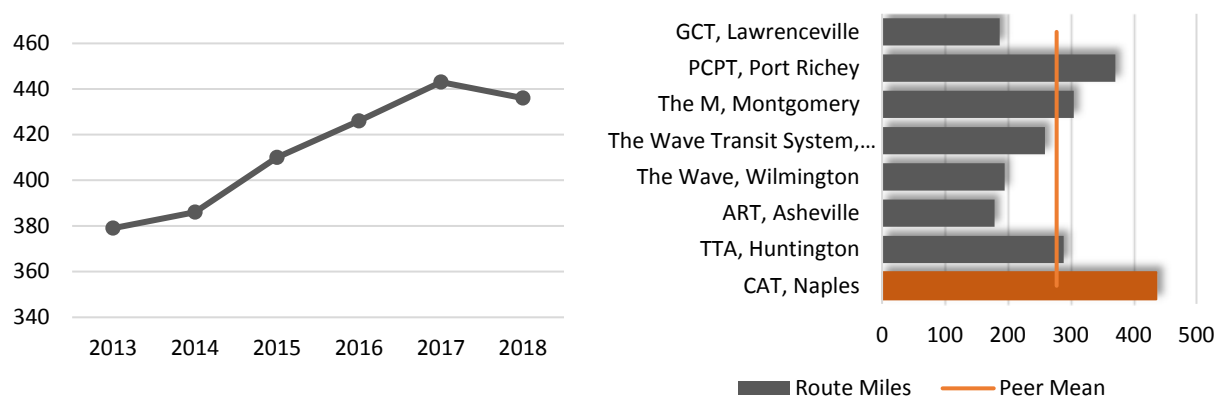 460
440
420
400
380
360
340
2013 2014 2015 2016 2017 2018
GCT, Lawrenceville
PCPT, Port Richey
The M, Montgomery
The Wave Transit System,...
The Wave, Wilmington
ART, Asheville
TTA, Huntington
CAT, Naples
0 100 200 300 400 500
Route Miles Peer Mean